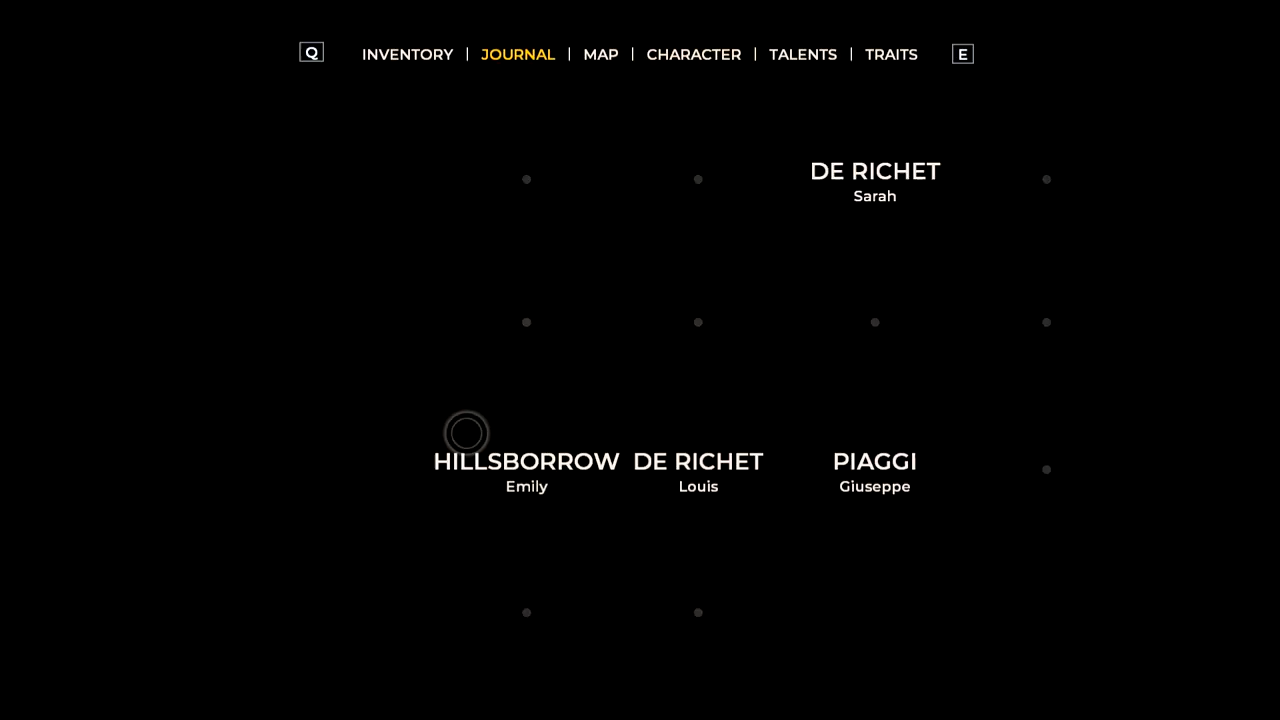 Q INVENTORY | JOURNAL | MAP | CHARACTER | TALENTS | TRAITS E
DE RICHET
Sarah
HILLSBORROW DE RICHET PIAGGI
Emily Louis Giuseppe